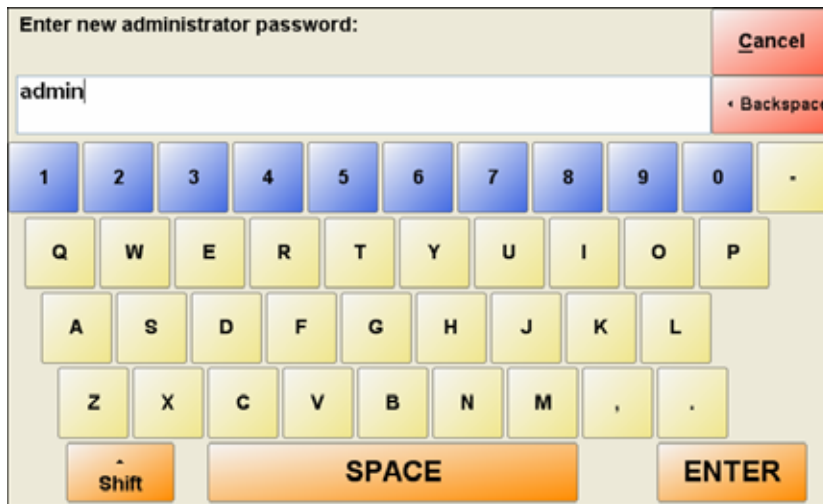 Enter new administrator password:
Cancel
admin
Backspace
1 2 3 4 5 6 7 8 9 0 -
Q W E R T Y U I O P
A S D F G H J K L
Z X C V B N M , .
Shift SPACE ENTER